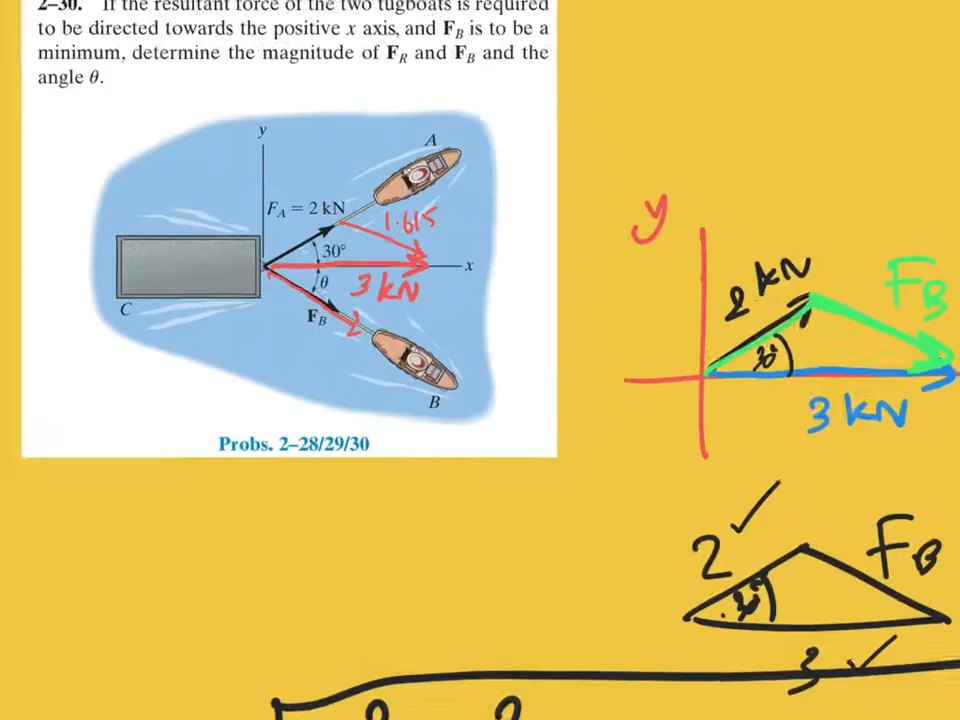 2–30. If the resultant force of the two tugboats is required
to be directed towards the positive x axis, and F_B is to be a
minimum, determine the magnitude of F_R and F_B and the
angle θ.
y
A
F_A = 2 kN
1.615
30°
x
θ
3 kN
C
F_B
2
B
Probs. 2–28/29/30
y
2 kN
F_B
30°
3 kN
2 ✓
F_B
30°
3 ✓